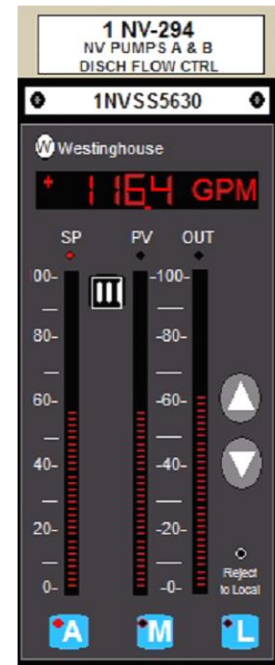 1 NV-294
NV PUMPS A & B
DISCH FLOW CTRL
1NVSS5630
W Westinghouse
+ 116.4 GPM
SP PV OUT
00- -100-
80- -80-
60- -60-
40- -40-
20- -20-
0- -0-
Reject
to Local
A M L